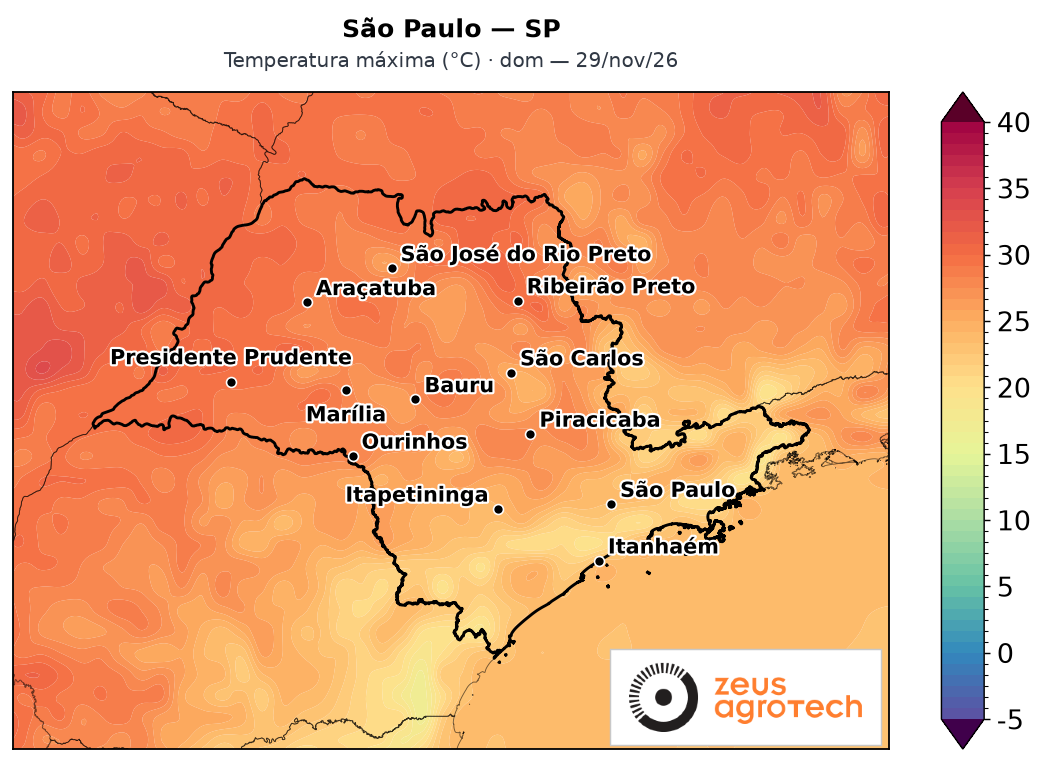 São Paulo — SP
Temperatura máxima (°C) · dom — 29/nov/26
São José do Rio Preto
Araçatuba
Ribeirão Preto
Presidente Prudente
São Carlos
Bauru
Marília
Piracicaba
Ourinhos
Itapetininga
São Paulo
Itanhaém
zeus
agrotech
40
35
30
25
20
15
10
5
0
-5